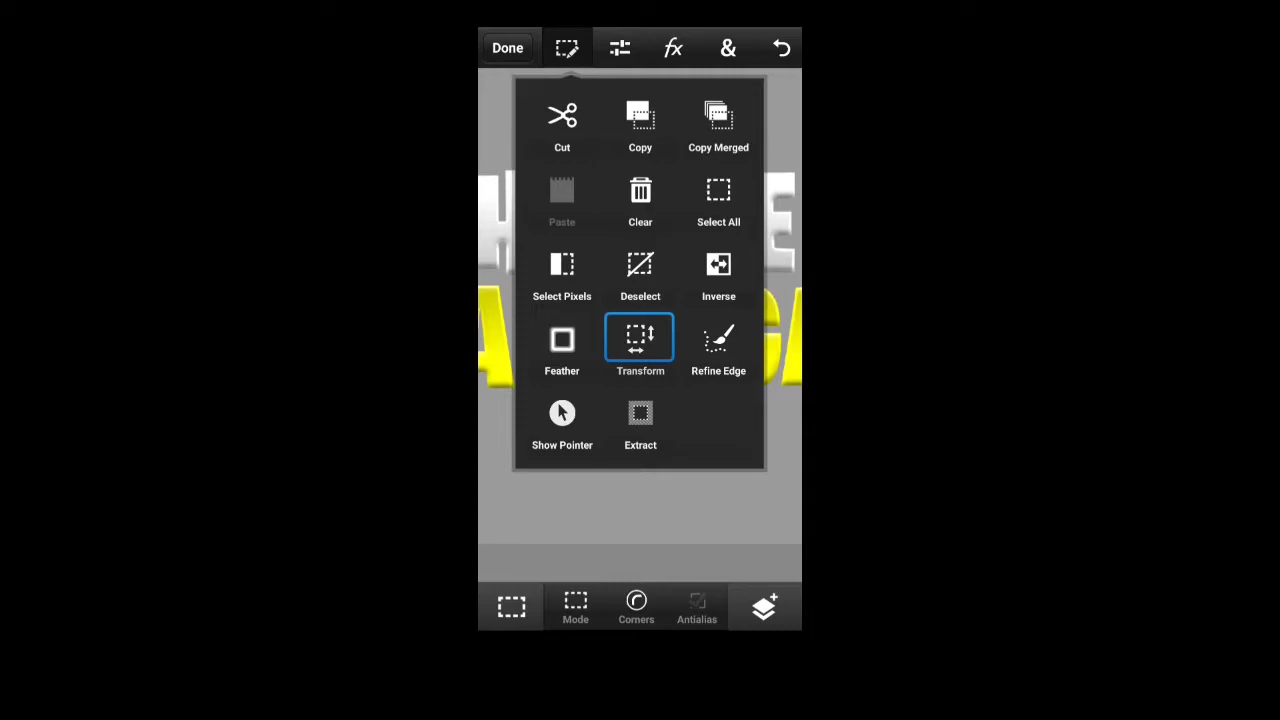 Done fx &
Cut Copy Copy Merged
Paste Clear Select All
Select Pixels Deselect Inverse
Feather Transform Refine Edge
Show Pointer Extract
Mode Corners Antialias